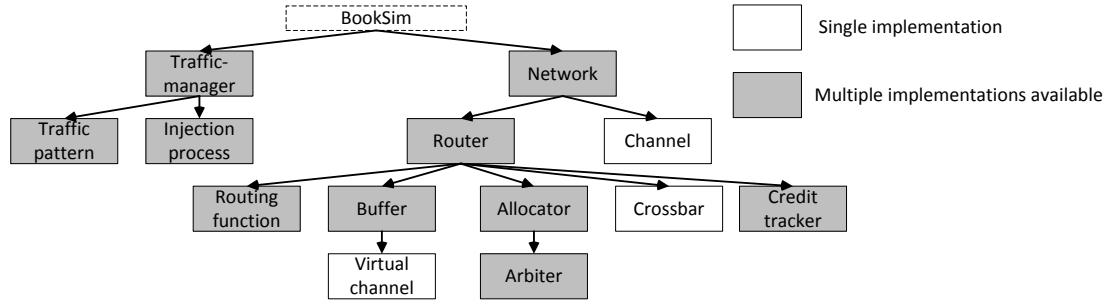 BookSim
Single implementation
Traffic-
manager
Network
Multiple implementations available
Traffic
pattern
Injection
process
Router
Channel
Routing
function
Buffer
Allocator
Crossbar
Credit
tracker
Virtual
channel
Arbiter